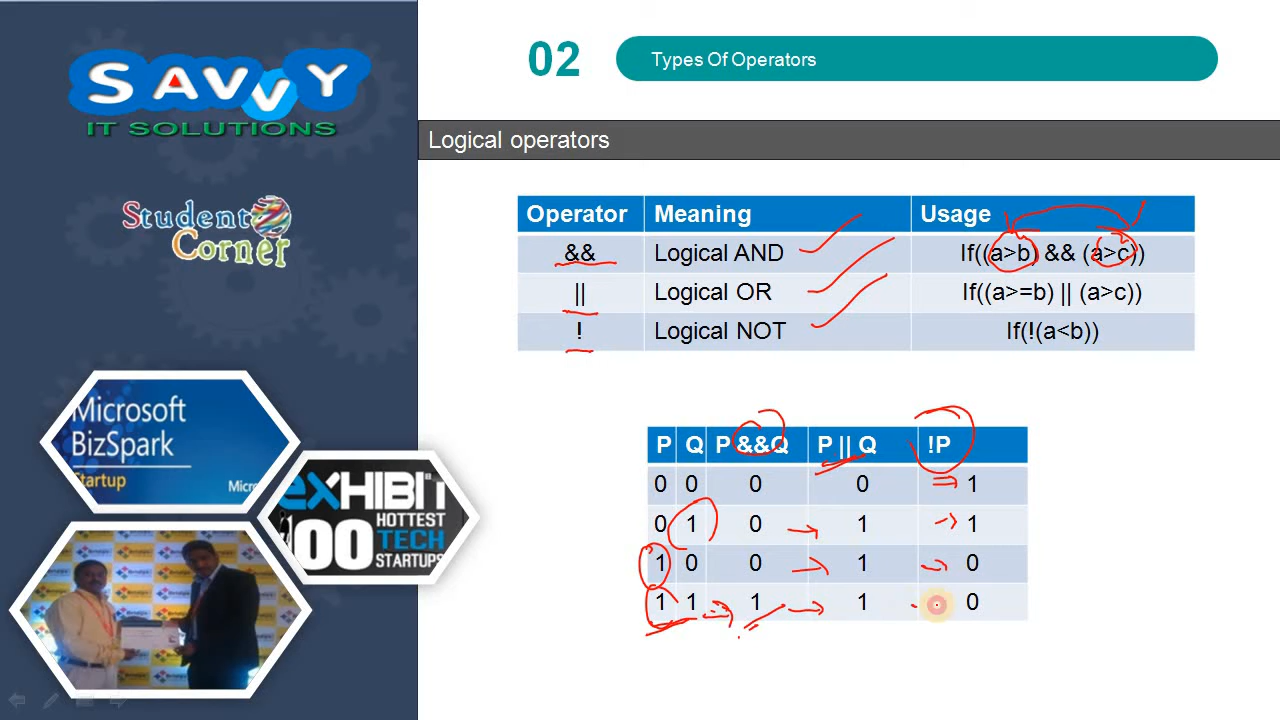 SAVVY
IT SOLUTIONS
Student
Corner
Microsoft
BizSpark
Startup
Micros
EXHIBIT
100
HOTTEST
TECH
STARTUPS
02
Types Of Operators
Logical operators
Operator Meaning Usage
&& Logical AND If((a>b) && (a>c))
|| Logical OR If((a>=b) || (a>c))
! Logical NOT If(!(a<b))
P Q P &&Q P || Q !P
0 0 0 0 1
0 1 0 1 1
1 0 0 1 0
1 1 1 1 0